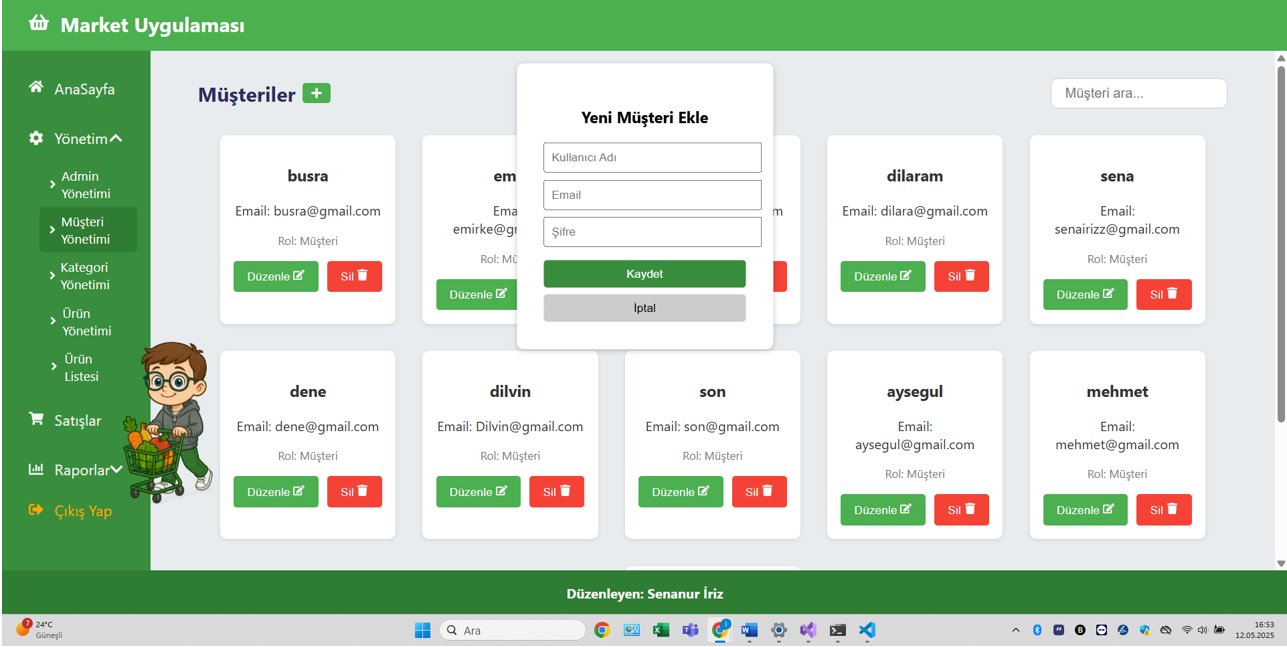 Market Uygulaması
AnaSayfa
Yönetim
Admin
Yönetimi
Müşteri
Yönetimi
Kategori
Yönetimi
Ürün
Yönetimi
Ürün
Listesi
Satışlar
Raporlar
Çıkış Yap
Müşteriler +
Müşteri ara...
Yeni Müşteri Ekle
Kullanıcı Adı
Email
Şifre
Kaydet
İptal
busra
Email: busra@gmail.com
Rol: Müşteri
Düzenle Sil
em
Ema
emirke@gr
Rol: Mü
Düzenle
m
dilaram
Email: dilara@gmail.com
Rol: Müşteri
Düzenle Sil
sena
Email:
senairizz@gmail.com
Rol: Müşteri
Düzenle Sil
dene
Email: dene@gmail.com
Rol: Müşteri
Düzenle Sil
dilvin
Email: Dilvin@gmail.com
Rol: Müşteri
Düzenle Sil
son
Email: son@gmail.com
Rol: Müşteri
Düzenle Sil
aysegul
Email:
aysegul@gmail.com
Rol: Müşteri
Düzenle Sil
mehmet
Email:
mehmet@gmail.com
Rol: Müşteri
Düzenle Sil
Düzenleyen: Senanur İriz
7
24°C
Güneşli
Ara
16:53
12.05.2025